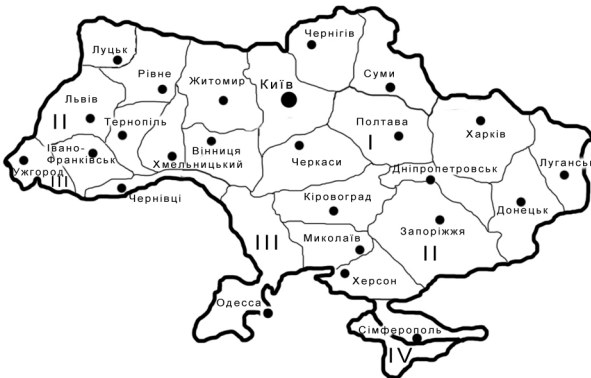 Чернігів
Луцьк
Рівне
Житомир
Київ
Суми
Львів
II
Тернопіль
Полтава
I
Харків
Вінниця
Івано-
Франківськ
Хмельницький
Черкаси
Ужгород
III
Чернівці
Дніпропетровськ
Луганськ
Кіровоград
Донецьк
Миколаїв
Запоріжжя
III
II
Херсон
Одесса
Сімферополь
IV